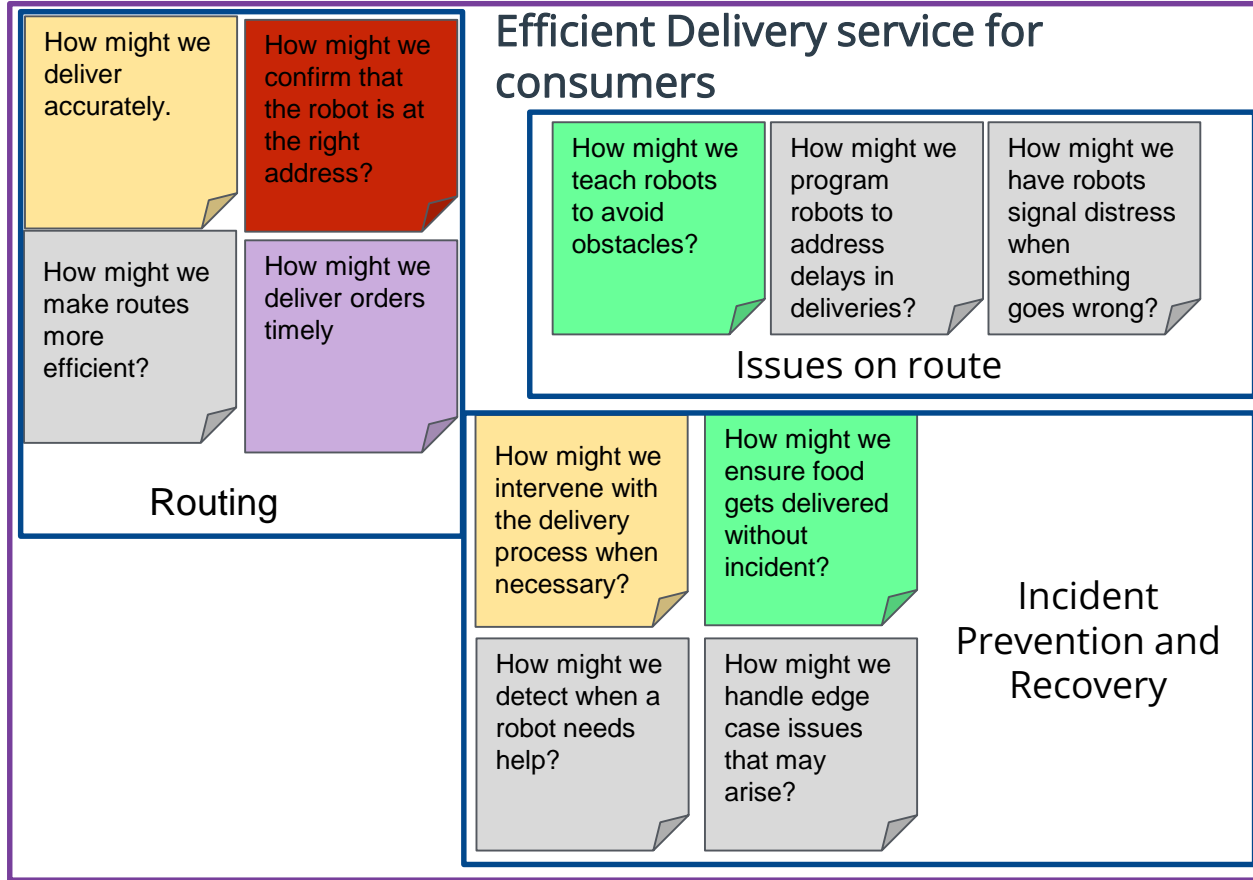 Efficient Delivery service for
consumers
How might we
deliver
accurately.
How might we
confirm that
the robot is at
the right
address?
How might we
make routes
more
efficient?
How might we
deliver orders
timely
Routing
How might we
teach robots
to avoid
obstacles?
How might we
program
robots to
address
delays in
deliveries?
How might we
have robots
signal distress
when
something
goes wrong?
Issues on route
How might we
intervene with
the delivery
process when
necessary?
How might we
ensure food
gets delivered
without
incident?
How might we
detect when a
robot needs
help?
How might we
handle edge
case issues
that may
arise?
Incident
Prevention and
Recovery